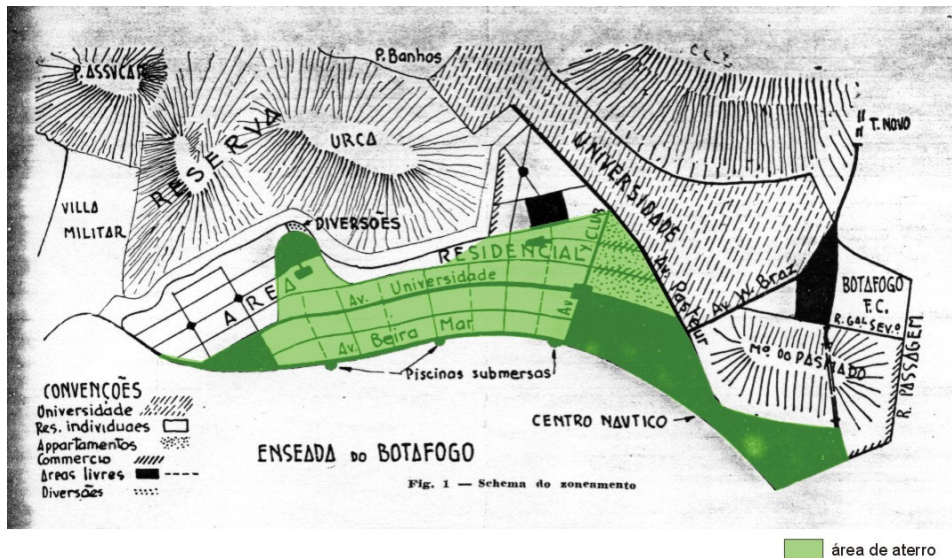 P. Banhos
P. ASSUCAR
T. NOVO
RESERVA
URCA
UNIVERSIDADE
VILLA
MILITAR
DIVERSÕES
Y. CLUB
RESIDENCIAL
AREA
Av. Universidade
Av. Pasteur
Av. W. Braz
BOTAFOGO
F.C.
R. Gal Sev.º
Av.
Av. Beira Mar
Mº DO PASMADO
R. PASSAGEM
Piscinas submersas
CENTRO NAUTICO
ENSEADA DO BOTAFOGO
CONVENÇÕES
Universidade
Res. individuaes
Appartamentos
Commercio
Areas livres
Diversões
Fig. 1 — Schema do zoneamento
área de aterro